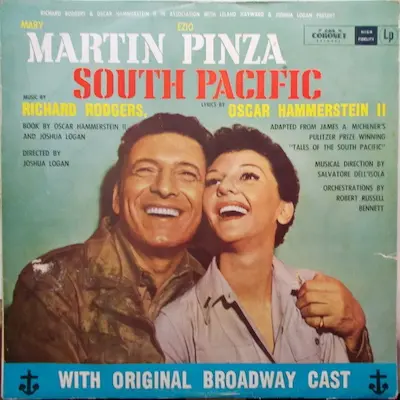 RICHARD RODGERS & OSCAR HAMMERSTEIN II IN ASSOCIATION WITH LELAND HAYWARD & JOSHUA LOGAN PRESENT
MARY EZIO
MARTIN PINZA
SOUTH PACIFIC
MUSIC BY RICHARD RODGERS, LYRICS BY OSCAR HAMMERSTEIN II
BOOK BY OSCAR HAMMERSTEIN II
AND JOSHUA LOGAN
DIRECTED BY
JOSHUA LOGAN
ADAPTED FROM JAMES A. MICHENER'S
PULITZER PRIZE WINNING
"TALES OF THE SOUTH PACIFIC"
MUSICAL DIRECTION BY
SALVATORE DELL'ISOLA
ORCHESTRATIONS BY
ROBERT RUSSELL
BENNETT
CORONET
HIGH
FIDELITY
Lp
WITH ORIGINAL BROADWAY CAST